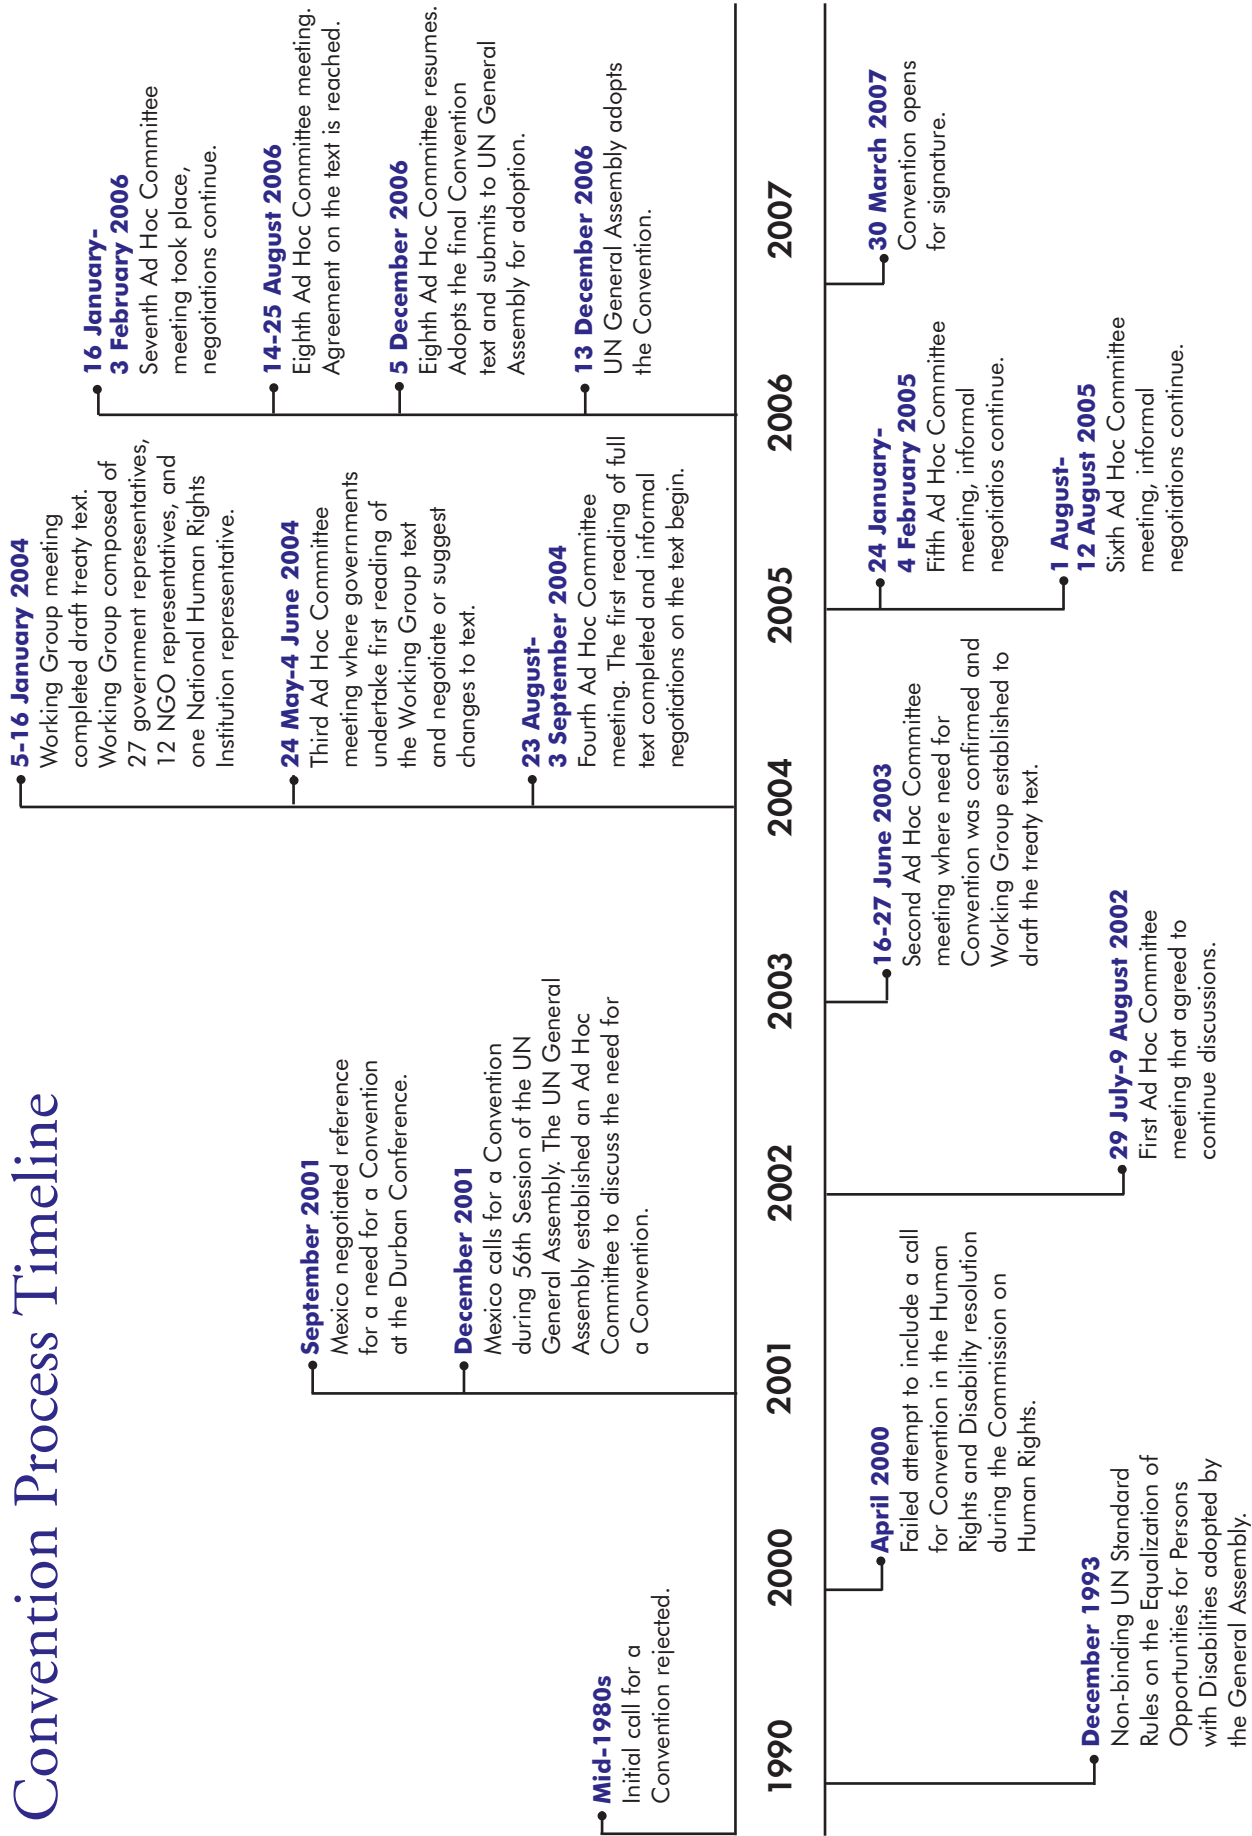 Convention Process Timeline
Mid-1980s
Initial call for a
Convention rejected.
September 2001
Mexico negotiated reference
for a need for a Convention
at the Durban Conference.
December 2001
Mexico calls for a Convention
during 56th Session of the UN
General Assembly. The UN General
Assembly established an Ad Hoc
Committee to discuss the need for
a Convention.
5-16 January 2004
Working Group meeting
completed draft treaty text.
Working Group composed of
27 government representatives,
12 NGO representatives, and
one National Human Rights
Institution representative.
24 May-4 June 2004
Third Ad Hoc Committee
meeting where governments
undertake first reading of
the Working Group text
and negotiate or suggest
changes to text.
23 August-
3 September 2004
Fourth Ad Hoc Committee
meeting. The first reading of full
text completed and informal
negotiations on the text begin.
16 January-
3 February 2006
Seventh Ad Hoc Committee
meeting took place,
negotiations continue.
14-25 August 2006
Eighth Ad Hoc Committee meeting.
Agreement on the text is reached.
5 December 2006
Eighth Ad Hoc Committee resumes.
Adopts the final Convention
text and submits to UN General
Assembly for adoption.
13 December 2006
UN General Assembly adopts
the Convention.
1990 2000 2001 2002 2003 2004 2005 2006 2007
December 1993
Non-binding UN Standard
Rules on the Equalization of
Opportunities for Persons
with Disabilities adopted by
the General Assembly.
April 2000
Failed attempt to include a call
for Convention in the Human
Rights and Disability resolution
during the Commission on
Human Rights.
29 July-9 August 2002
First Ad Hoc Committee
meeting that agreed to
continue discussions.
16-27 June 2003
Second Ad Hoc Committee
meeting where need for
Convention was confirmed and
Working Group established to
draft the treaty text.
24 January-
4 February 2005
Fifth Ad Hoc Committee
meeting, informal
negotiatios continue.
1 August-
12 August 2005
Sixth Ad Hoc Committee
meeting, informal
negotiations continue.
30 March 2007
Convention opens
for signature.